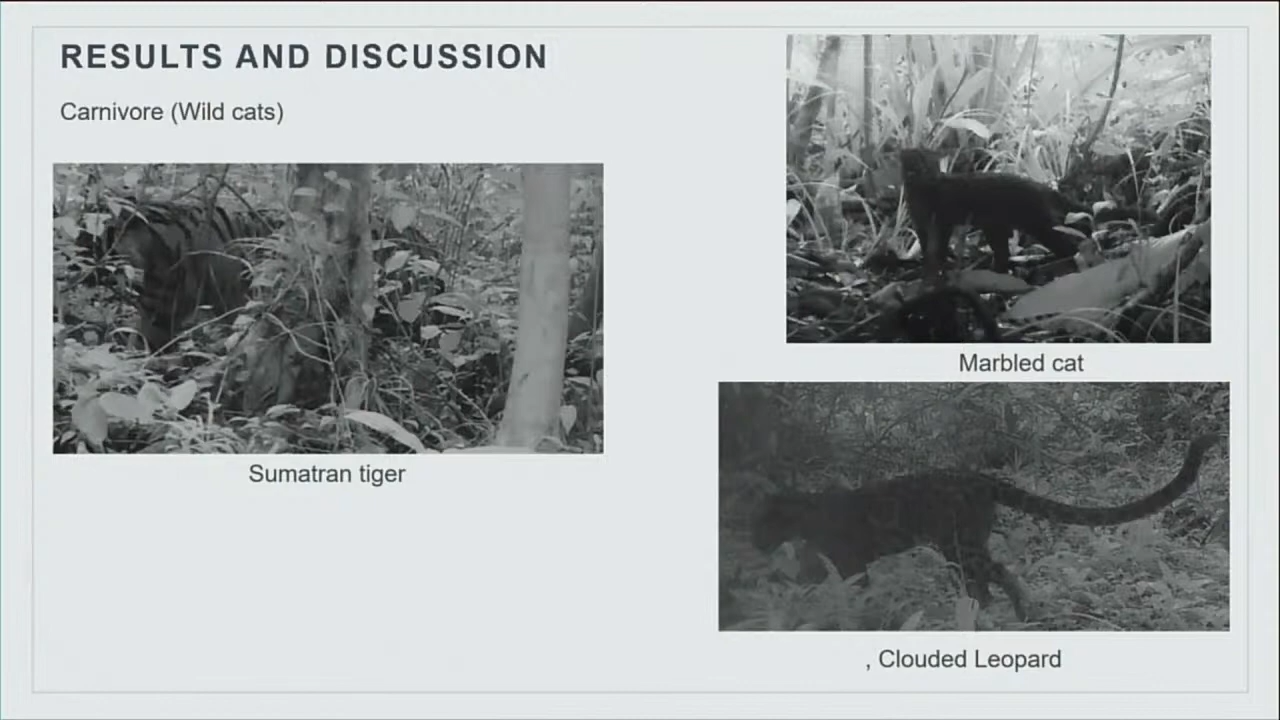 RESULTS AND DISCUSSION
Carnivore (Wild cats)
Sumatran tiger
Marbled cat
, Clouded Leopard